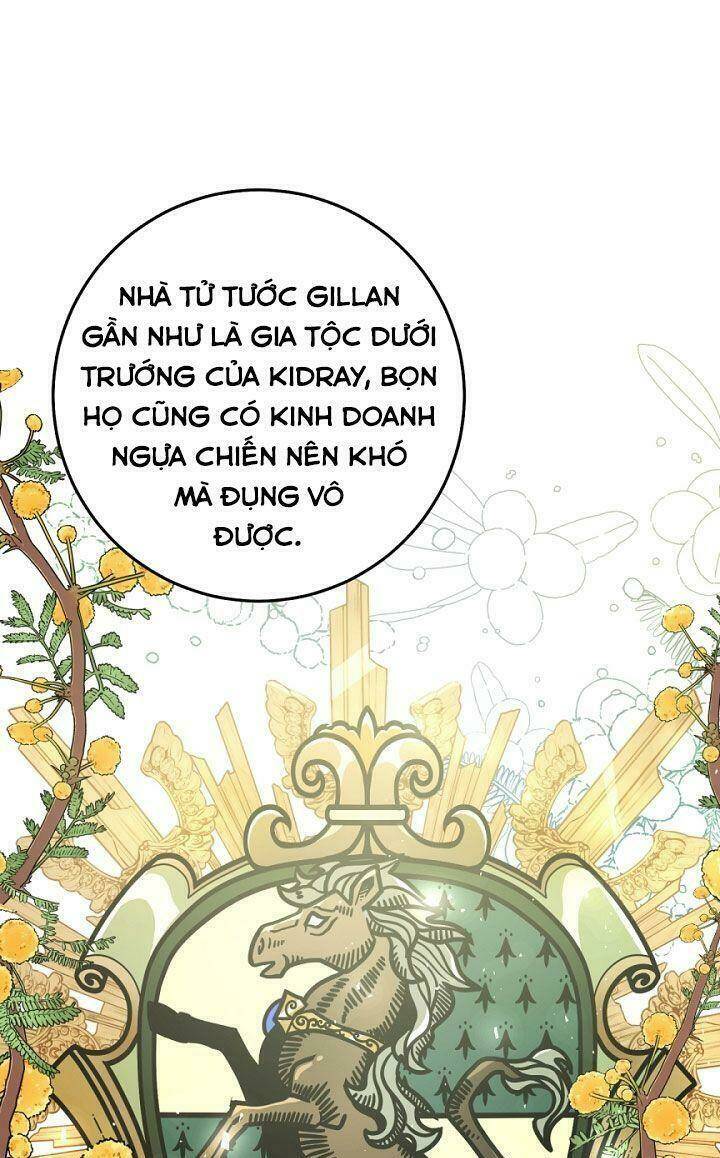 NHÀ TỬ TƯỚC GILLAN
GẦN NHƯ LÀ GIA TỘC DƯỚI
TRƯỚNG CỦA KIDRAY, BỌN
HỌ CŨNG CÓ KINH DOANH
NGỰA CHIẾN NÊN KHÓ
MÀ ĐỤNG VÔ
ĐƯỢC.